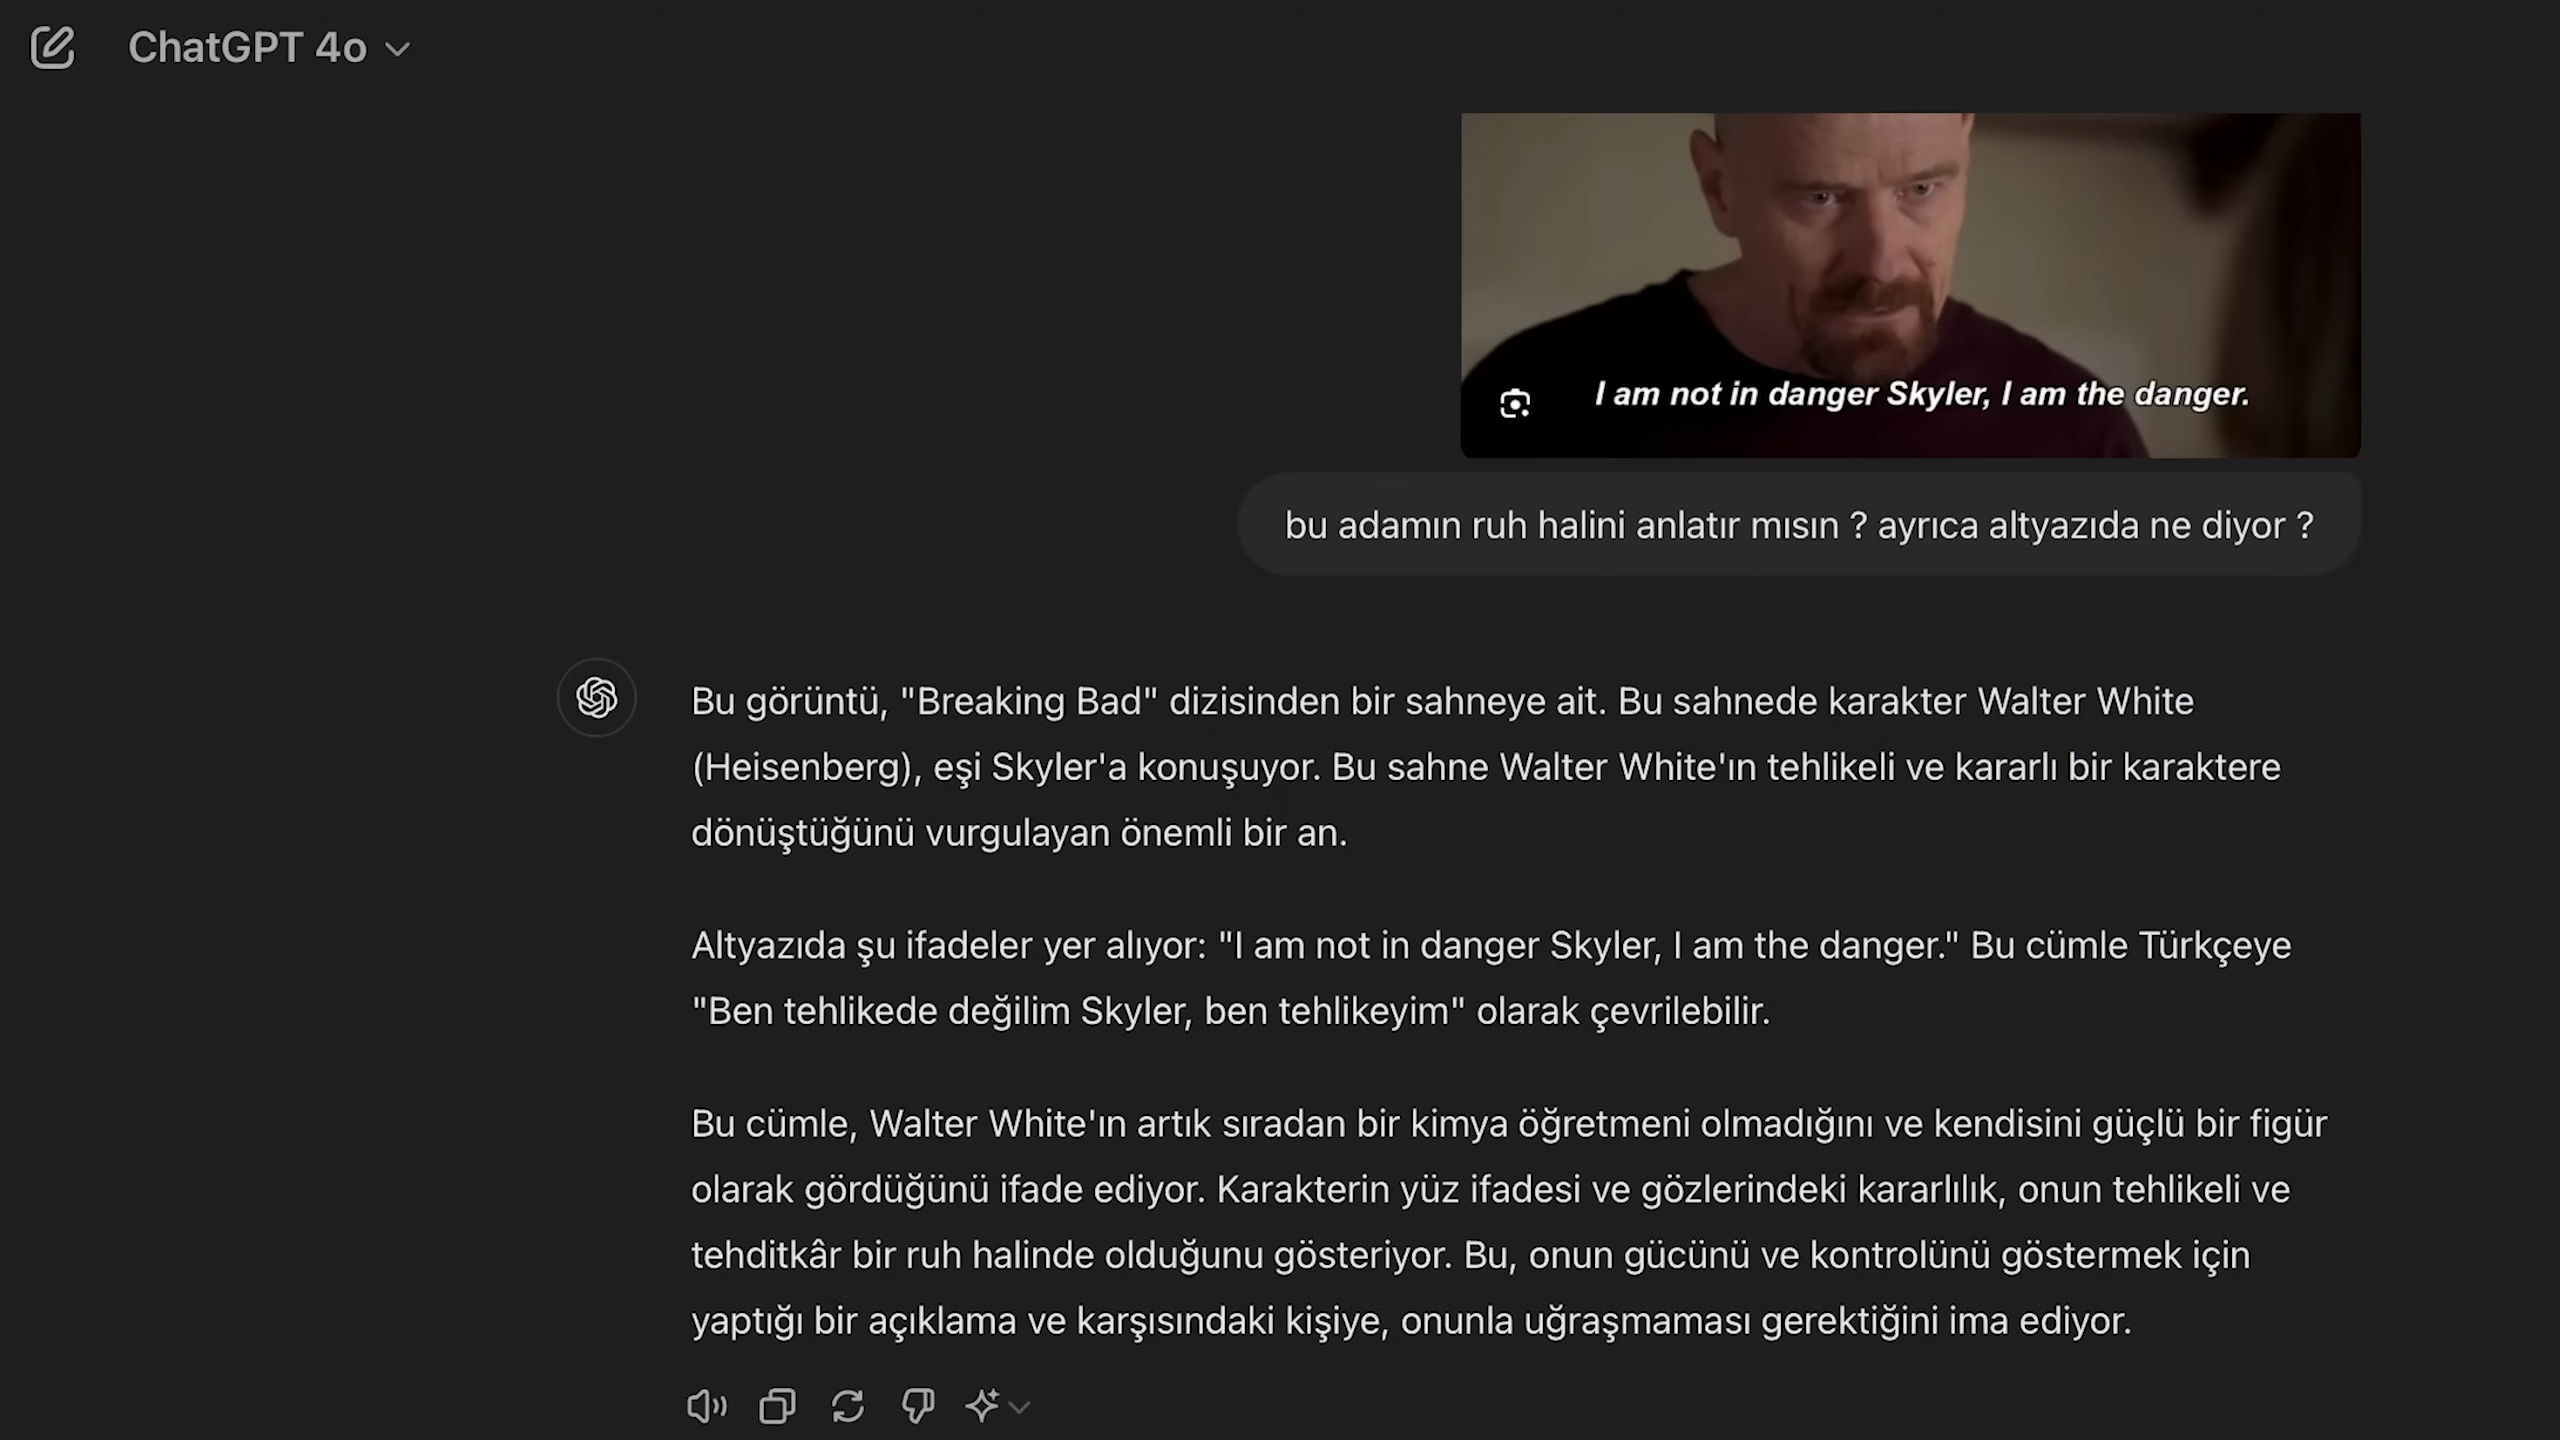 ChatGPT 4o
I am not in danger Skyler, I am the danger.
bu adamın ruh halini anlatır mısın ? ayrıca altyazıda ne diyor ?
Bu görüntü, "Breaking Bad" dizisinden bir sahneye ait. Bu sahnede karakter Walter White
(Heisenberg), eşi Skyler'a konuşuyor. Bu sahne Walter White'ın tehlikeli ve kararlı bir karaktere
dönüştüğünü vurgulayan önemli bir an.
Altyazıda şu ifadeler yer alıyor: "I am not in danger Skyler, I am the danger." Bu cümle Türkçeye
"Ben tehlikede değilim Skyler, ben tehlikeyim" olarak çevrilebilir.
Bu cümle, Walter White'ın artık sıradan bir kimya öğretmeni olmadığını ve kendisini güçlü bir figür
olarak gördüğünü ifade ediyor. Karakterin yüz ifadesi ve gözlerindeki kararlılık, onun tehlikeli ve
tehditkâr bir ruh halinde olduğunu gösteriyor. Bu, onun gücünü ve kontrolünü göstermek için
yaptığı bir açıklama ve karşısındaki kişiye, onunla uğraşmaması gerektiğini ima ediyor.